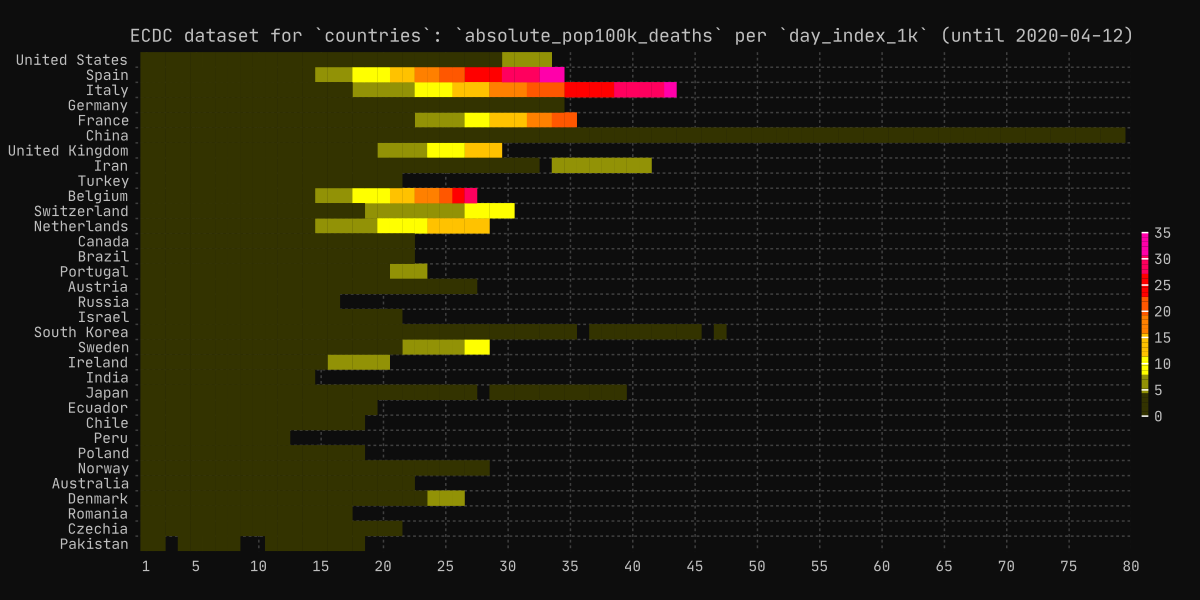 ECDC dataset for `countries`: `absolute_pop100k_deaths` per `day_index_1k` (until 2020-04-12)
United States
Spain
Italy
Germany
France
China
United Kingdom
Iran
Turkey
Belgium
Switzerland
Netherlands
Canada
Brazil
Portugal
Austria
Russia
Israel
South Korea
Sweden
Ireland
India
Japan
Ecuador
Chile
Peru
Poland
Norway
Australia
Denmark
Romania
Czechia
Pakistan
1 5 10 15 20 25 30 35 40 45 50 55 60 65 70 75 80
35
30
25
20
15
10
5
0